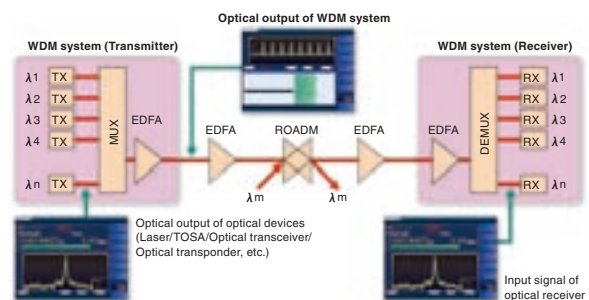 Optical output of WDM system
WDM system (Transmitter)
WDM system (Receiver)
λ1 TX
λ2 TX
λ3 TX
λ4 TX
λn TX
MUX
EDFA
EDFA
ROADM
λm
λm
EDFA
EDFA
DEMUX
RX λ1
RX λ2
RX λ3
RX λ4
RX λn
Optical output of optical devices
(Laser/TOSA/Optical transceiver/
Optical transponder, etc.)
Input signal of
optical receiver